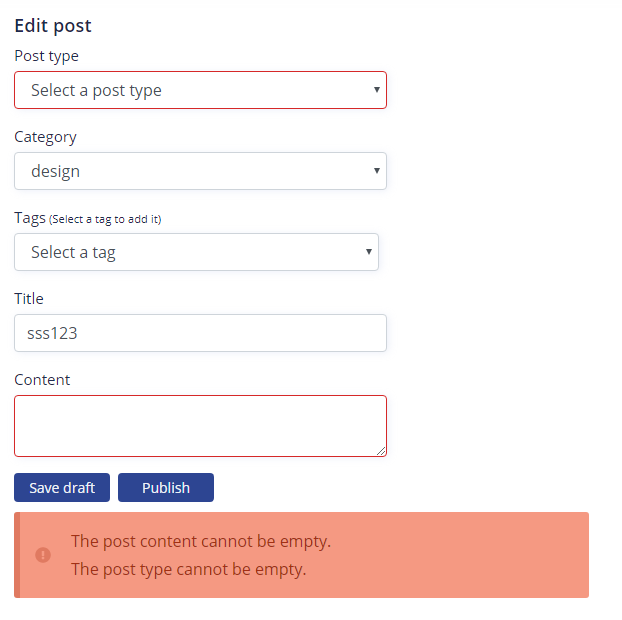 Edit post
Post type
Select a post type
Category
design
Tags (Select a tag to add it)
Select a tag
Title
sss123
Content
Save draft Publish
The post content cannot be empty.
The post type cannot be empty.